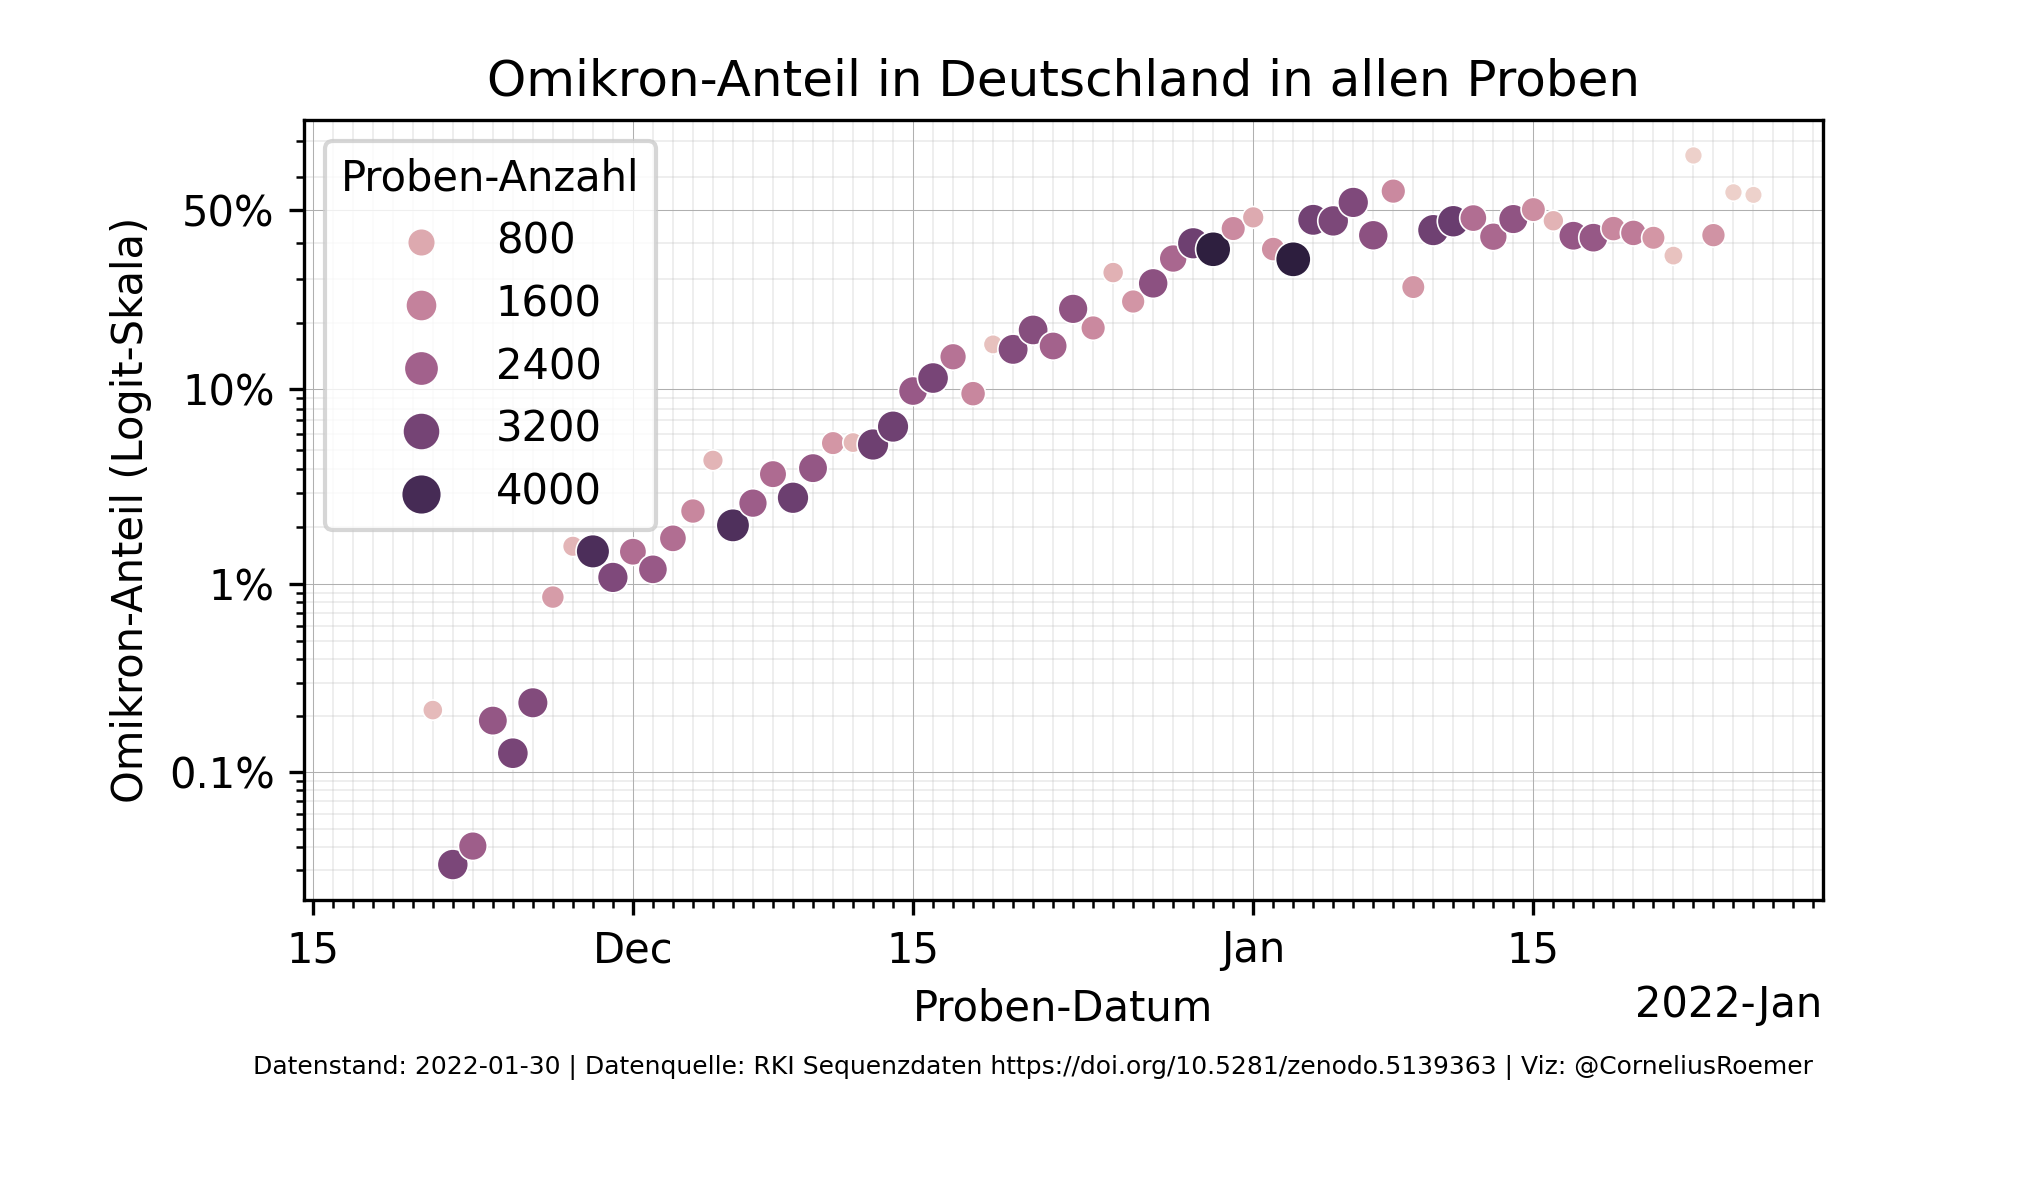 Omikron-Anteil in Deutschland in allen Proben
Proben-Anzahl
800
1600
2400
3200
4000
Omikron-Anteil (Logit-Skala)
50%
10%
1%
0.1%
15 Dec 15 Jan 15
Proben-Datum
2022-Jan
Datenstand: 2022-01-30 | Datenquelle: RKI Sequenzdaten https://doi.org/10.5281/zenodo.5139363 | Viz: @CorneliusRoemer